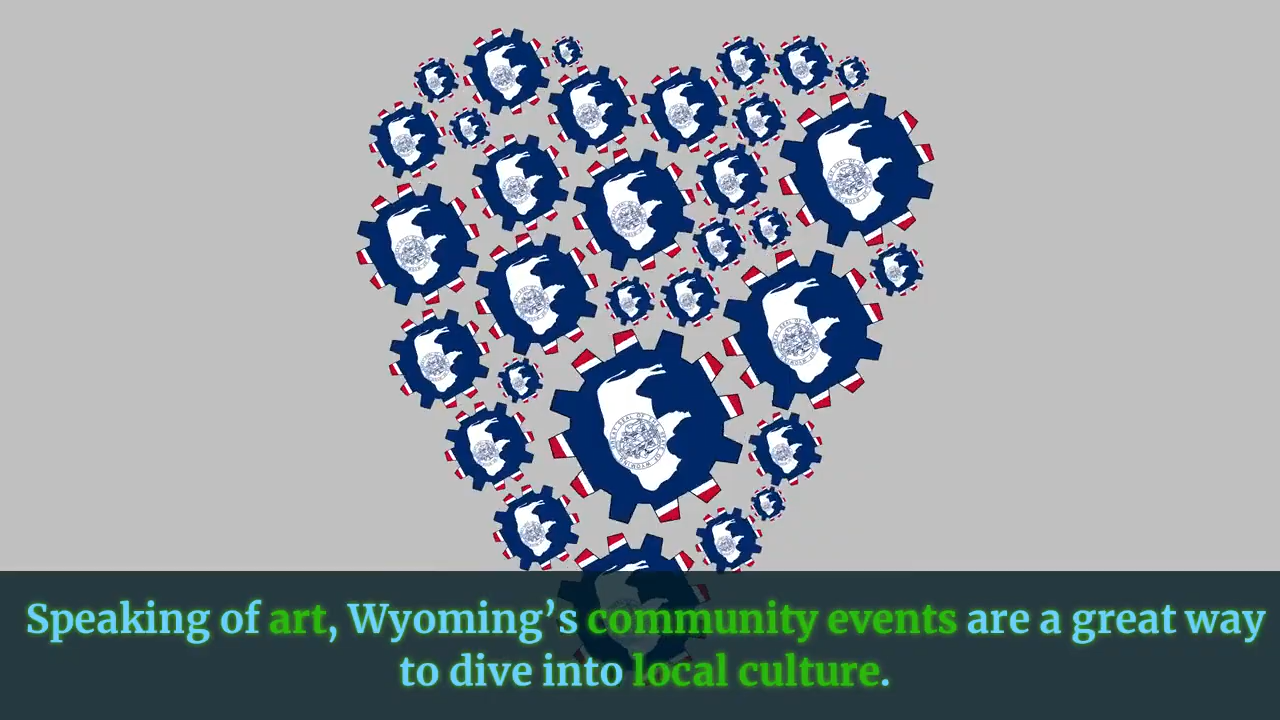 Speaking of art, Wyoming’s community events are a great way
to dive into local culture.